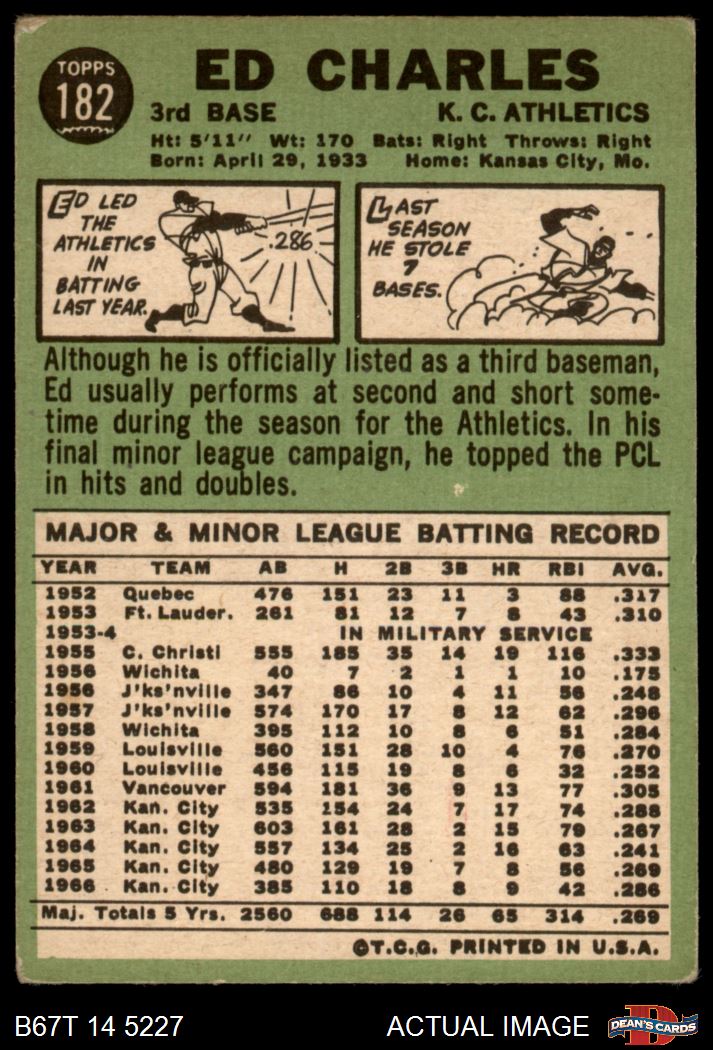 TOPPS
182
ED CHARLES
3rd BASE K. C. ATHLETICS
Ht: 5'11" Wt: 170 Bats: Right Throws: Right
Born: April 29, 1933 Home: Kansas City, Mo.
ED LED
THE
ATHLETICS
IN
BATTING
LAST YEAR.
.286
LAST
SEASON
HE STOLE
7
BASES.
Although he is officially listed as a third baseman,
Ed usually performs at second and short some-
time during the season for the Athletics. In his
final minor league campaign, he topped the PCL
in hits and doubles.
MAJOR & MINOR LEAGUE BATTING RECORD
YEAR TEAM AB H 2B 3B HR RBI AVG.
1952 Quebec 476 151 23 11 3 88 .317
1953 Ft. Lauder. 261 81 12 7 8 43 .310
1953-4 IN MILITARY SERVICE
1955 C. Christi 555 185 35 14 19 116 .333
1956 Wichita 40 7 2 1 1 10 .175
1956 J'ks'nville 347 86 10 4 11 56 .248
1957 J'ks'nville 574 170 17 8 12 62 .296
1958 Wichita 395 112 10 8 6 51 .284
1959 Louisville 560 151 28 10 4 76 .270
1960 Louisville 456 115 19 8 6 32 .252
1961 Vancouver 594 181 36 9 13 77 .305
1962 Kan. City 535 154 24 7 17 74 .288
1963 Kan. City 603 161 28 2 15 79 .267
1964 Kan. City 557 134 25 2 16 63 .241
1965 Kan. City 480 129 19 7 8 56 .269
1966 Kan. City 385 110 18 8 9 42 .286
Maj. Totals 5 Yrs. 2560 688 114 26 65 314 .269
©T.C.G. PRINTED IN U.S.A.
B67T 14 5227 ACTUAL IMAGE
D
DEAN'S CARDS